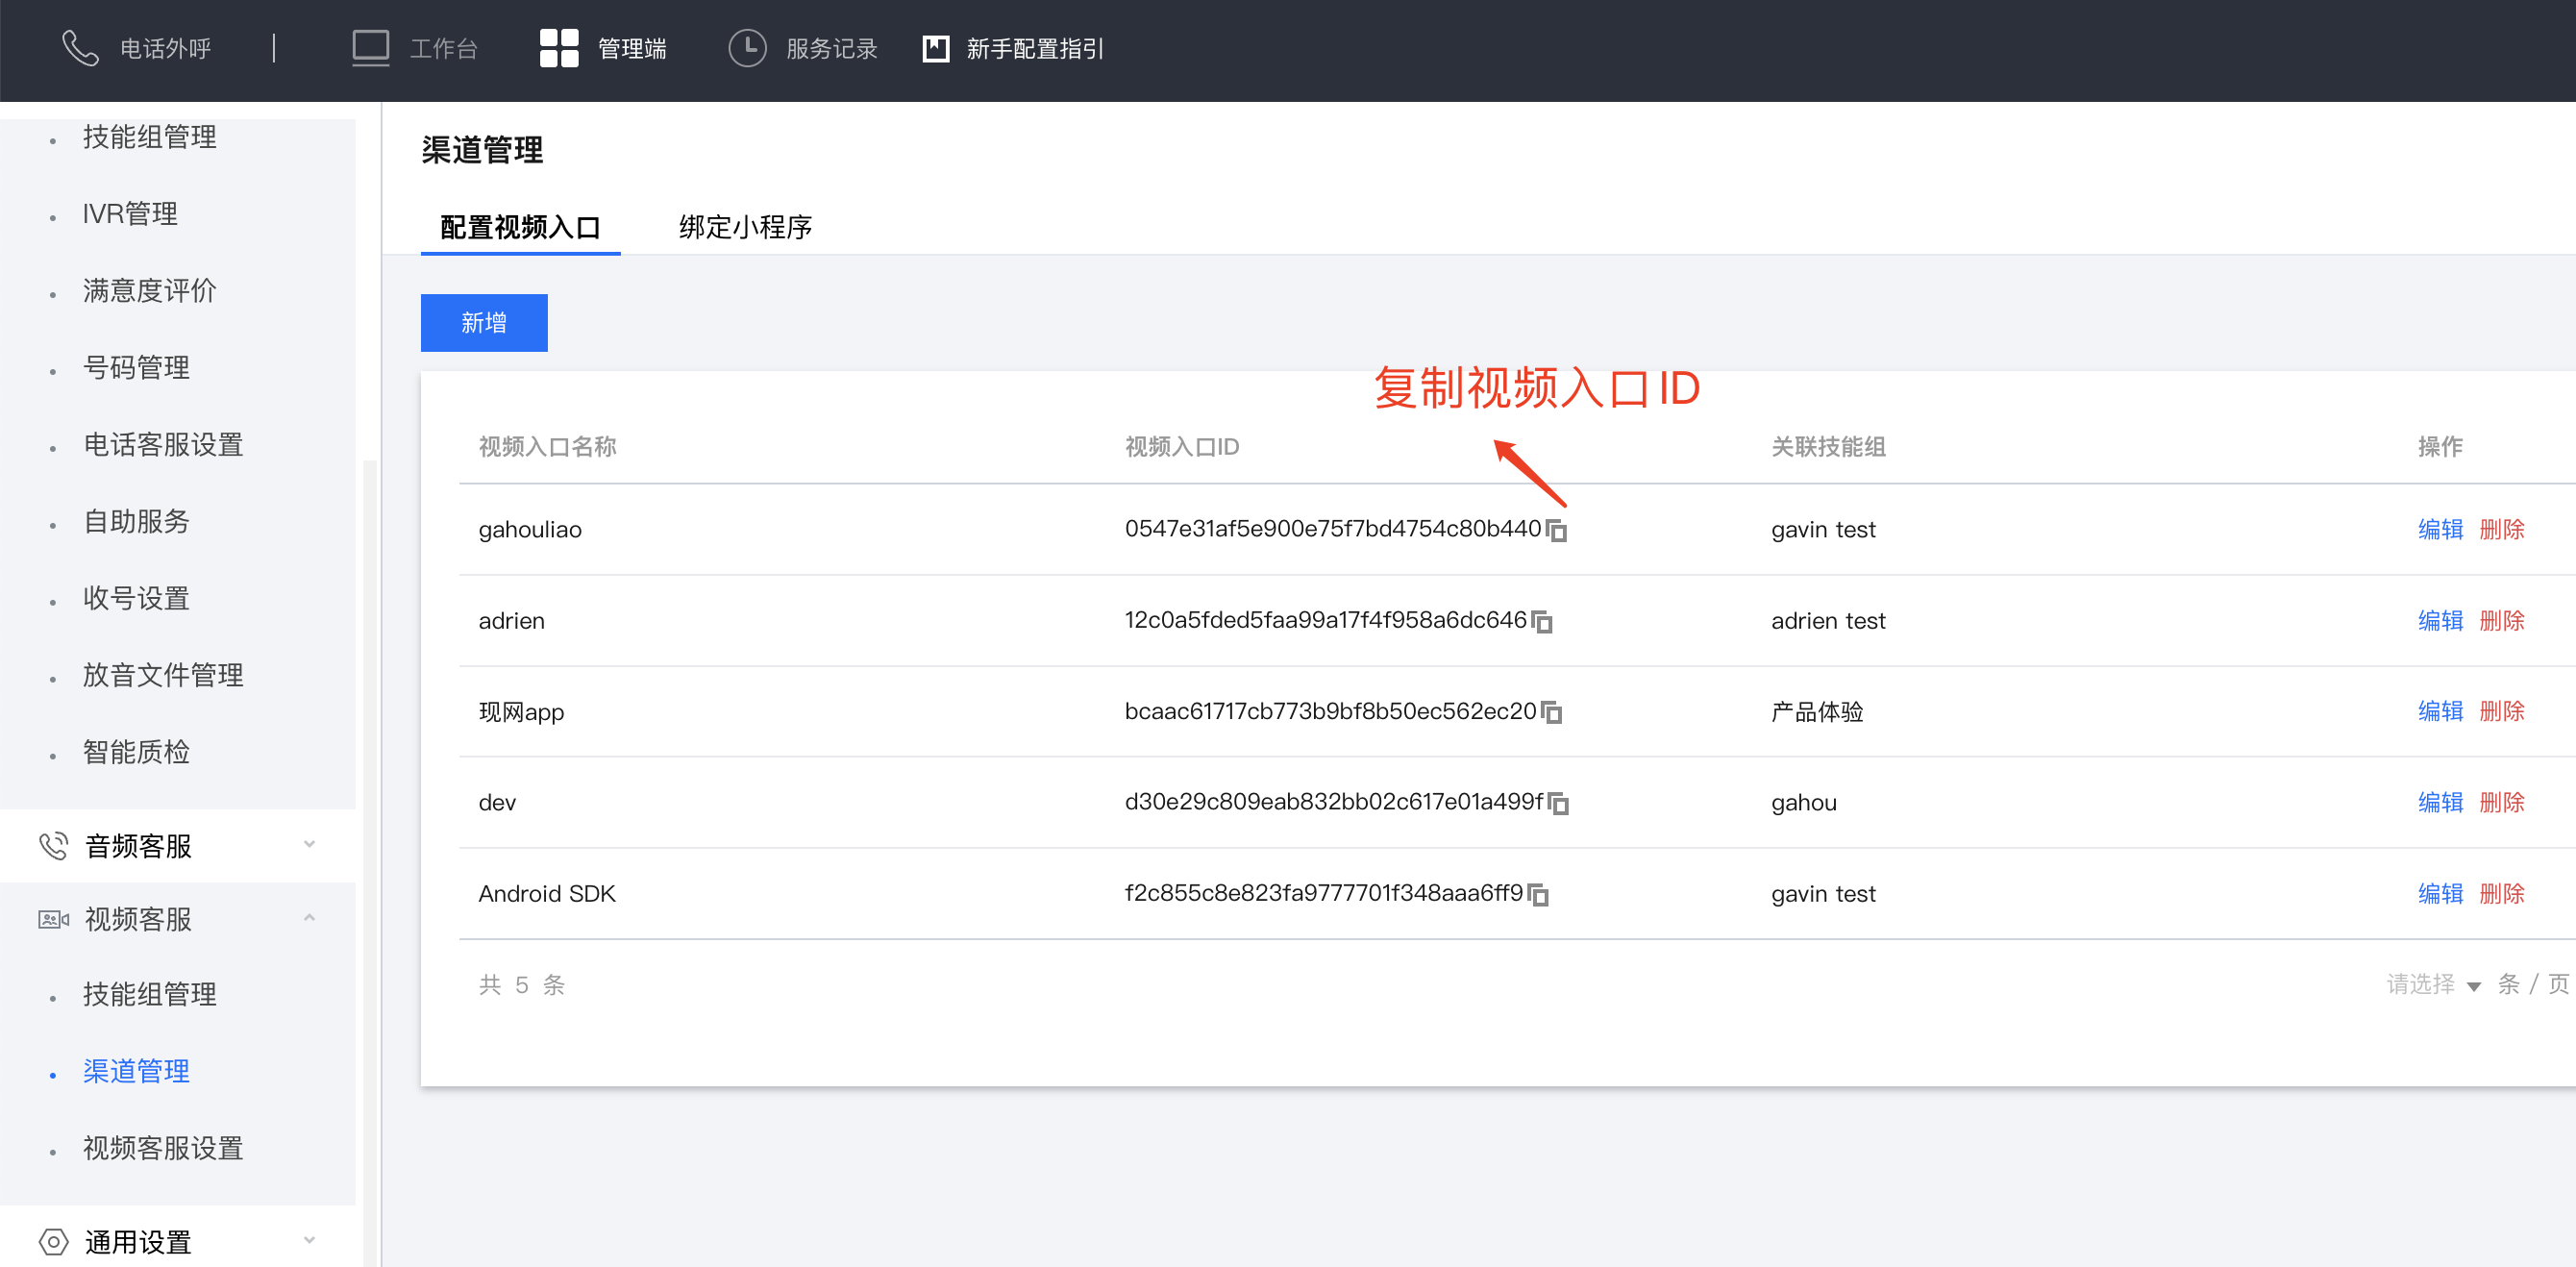 电话外呼 | 工作台 管理端 服务记录 新手配置指引
技能组管理
IVR管理
满意度评价
号码管理
电话客服设置
自助服务
收号设置
放音文件管理
智能质检
音频客服
视频客服
技能组管理
渠道管理
视频客服设置
通用设置
渠道管理
配置视频入口 绑定小程序
新增
复制视频入口ID
视频入口名称 视频入口ID 关联技能组 操作
gahouliao 0547e31af5e900e75f7bd4754c80b440 gavin test 编辑 删除
adrien 12c0a5fded5faa99a17f4f958a6dc646 adrien test 编辑 删除
现网app bcaac61717cb773b9bf8b50ec562ec20 产品体验 编辑 删除
dev d30e29c809eab832bb02c617e01a499f gahou 编辑 删除
Android SDK f2c855c8e823fa9777701f348aaa6ff9 gavin test 编辑 删除
共 5 条 请选择 条 / 页